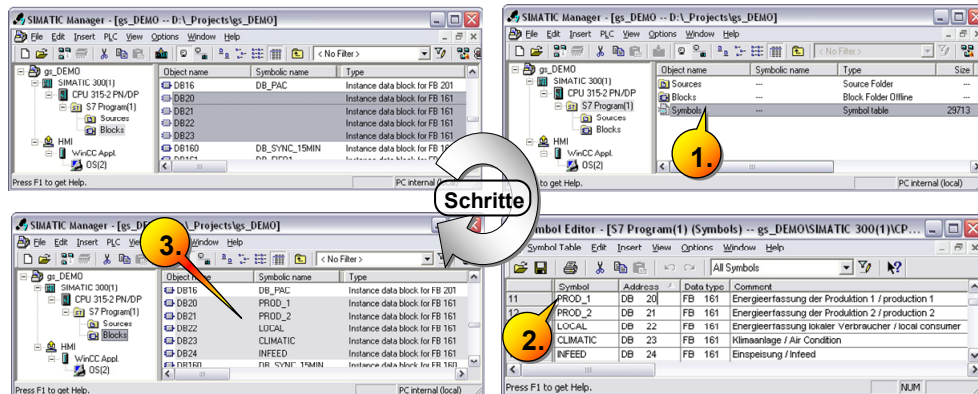 SIMATIC Manager - [gs_DEMO -- D:\_Projects\gs_DEMO]
File Edit Insert PLC View Options Window Help
< No Filter >
gs_DEMO
SIMATIC 300(1)
CPU 315-2 PN/DP
S7 Program(1)
Sources
Blocks
HMI
WinCC Appl.
OS(2)
Object name Symbolic name Type
DB16 DB_PAC Instance data block for FB 201
DB20 Instance data block for FB 161
DB21 Instance data block for FB 161
DB22 Instance data block for FB 161
DB23 Instance data block for FB 161
DB160 DB_SYNC_15MIN Instance data block for FB
Press F1 to get Help. PC internal (local)
SIMATIC Manager - [gs_DEMO -- D:\_Projects\gs_DEMO]
File Edit Insert PLC View Options Window Help
< No Filter >
gs_DEMO
SIMATIC 300(1)
CPU 315-2 PN/DP
S7 Program(1)
Sources
Blocks
HMI
WinCC Appl.
OS(2)
Object name Symbolic name Type Size
Sources --- Source Folder ---
Blocks --- Block Folder Offline ---
Symbols --- Symbol table 29713
1.
to get Help. PC internal (local)
Schritte
SIMATIC Manager - [gs_DE \_Projects\gs_DEMO]
File Edit Insert PLC Window Help
< No Filter >
3.
gs_DEMO
SIMATIC 300(1)
CPU 315-2 PN/DP
S7 Program(1)
Sources
Blocks
HMI
WinCC Appl.
OS(2)
Object Symbolic name Type
DB16 DB_PAC Instance data block for FB 201
DB20 PROD_1 Instance data block for FB 161
DB21 PROD_2 Instance data block for FB 161
DB22 LOCAL Instance data block for FB 161
DB23 CLIMATIC Instance data block for FB 161
DB24 INFEED Instance data block for FB 161
DB160 DB_SYNC_15MIN Instance data block for FB 160
Press F1 to get Help. PC internal (local)
mbol Editor - [S7 Program(1) (Symbols) -- gs_DEMO\SIMATIC 300(1)\CP...
Symbol Table Edit Insert View Options Window Help
All Symbols
Symbol Address Data type Comment
11 PROD_1 DB 20 FB 161 Energieerfassung der Produktion 1 / production 1
12 PROD_2 DB 21 FB 161 Energieerfassung der Produktion 2 / production 2
LOCAL DB 22 FB 161 Energieerfassung lokaler Verbraucher / local consumer
CLIMATIC DB 23 FB 161 Klimaanlage / Air Condition
INFEED DB 24 FB 161 Einspeisung / Infeed
2.
Press F1 to get Help. NUM